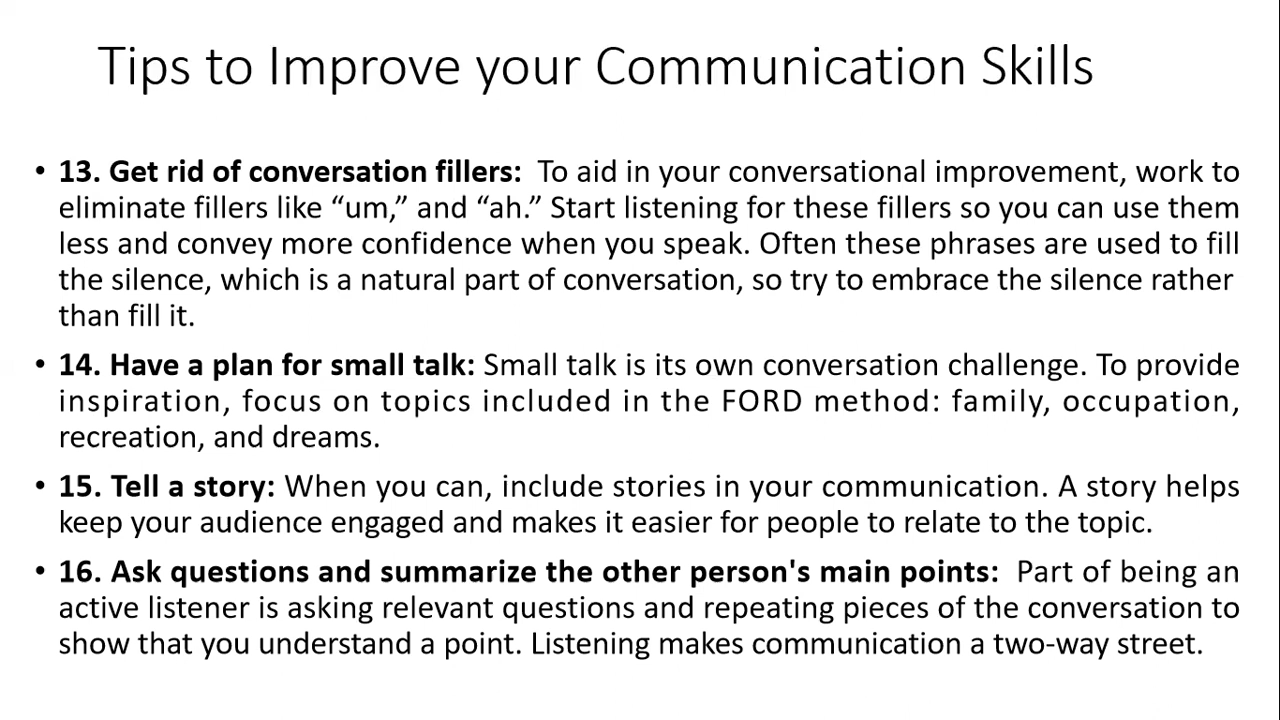 Tips to Improve your Communication Skills
• 13. Get rid of conversation fillers: To aid in your conversational improvement, work to
eliminate fillers like “um,” and “ah.” Start listening for these fillers so you can use them
less and convey more confidence when you speak. Often these phrases are used to fill
the silence, which is a natural part of conversation, so try to embrace the silence rather
than fill it.
• 14. Have a plan for small talk: Small talk is its own conversation challenge. To provide
inspiration, focus on topics included in the FORD method: family, occupation,
recreation, and dreams.
• 15. Tell a story: When you can, include stories in your communication. A story helps
keep your audience engaged and makes it easier for people to relate to the topic.
• 16. Ask questions and summarize the other person's main points: Part of being an
active listener is asking relevant questions and repeating pieces of the conversation to
show that you understand a point. Listening makes communication a two-way street.